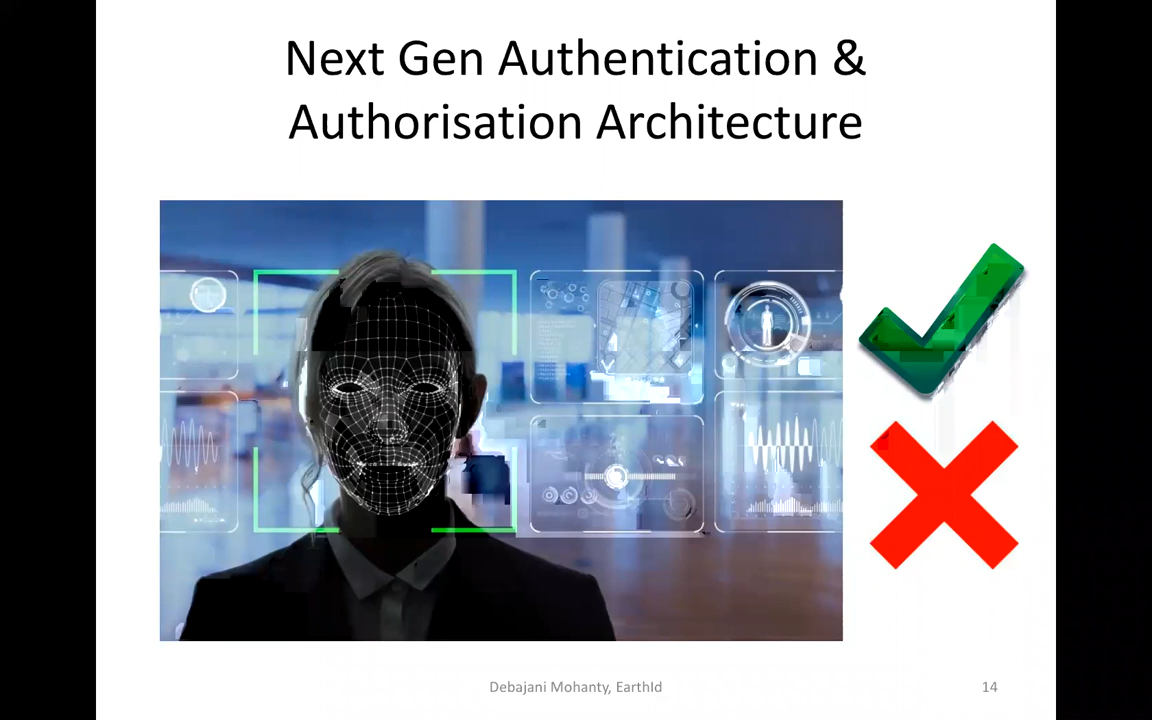 Next Gen Authentication &
Authorisation Architecture
Debajani Mohanty, EarthId
14